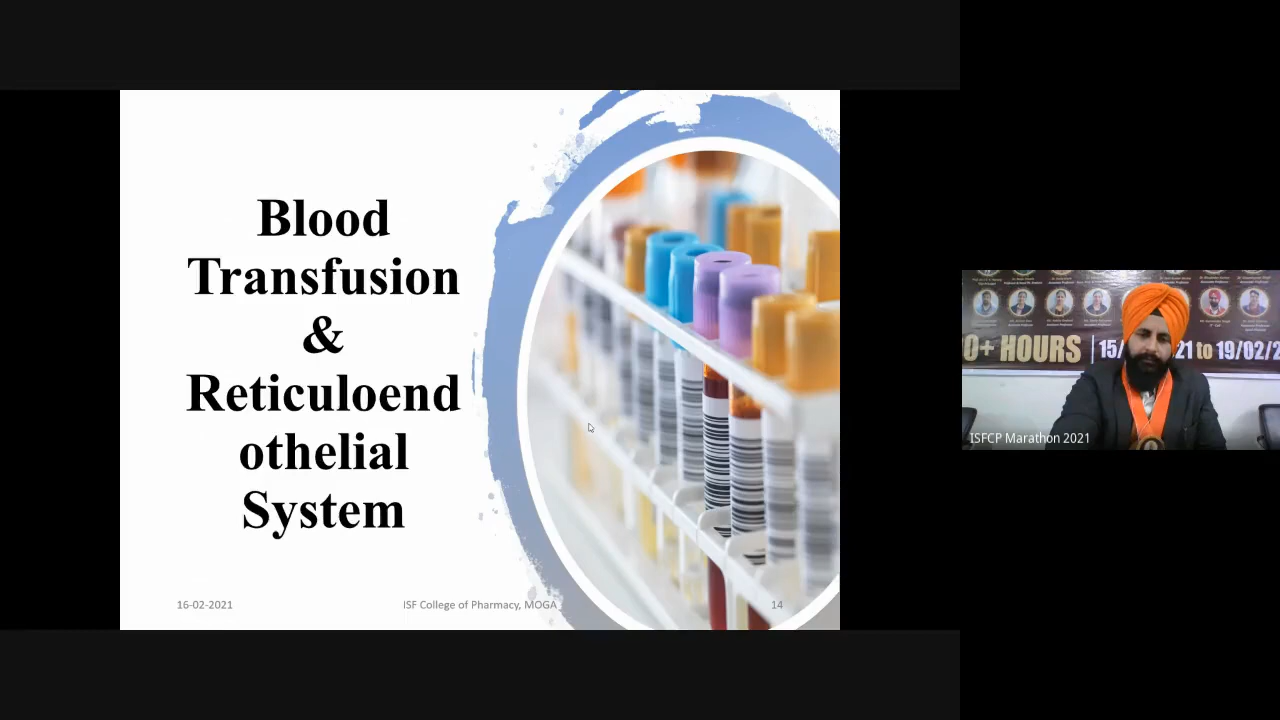 Blood
Transfusion
&
Reticuloend
othelial
System
16-02-2021
ISF College of Pharmacy, MOGA
14
0+ HOURS
15/
21 to 19/02/2
ISFCP Marathon 2021